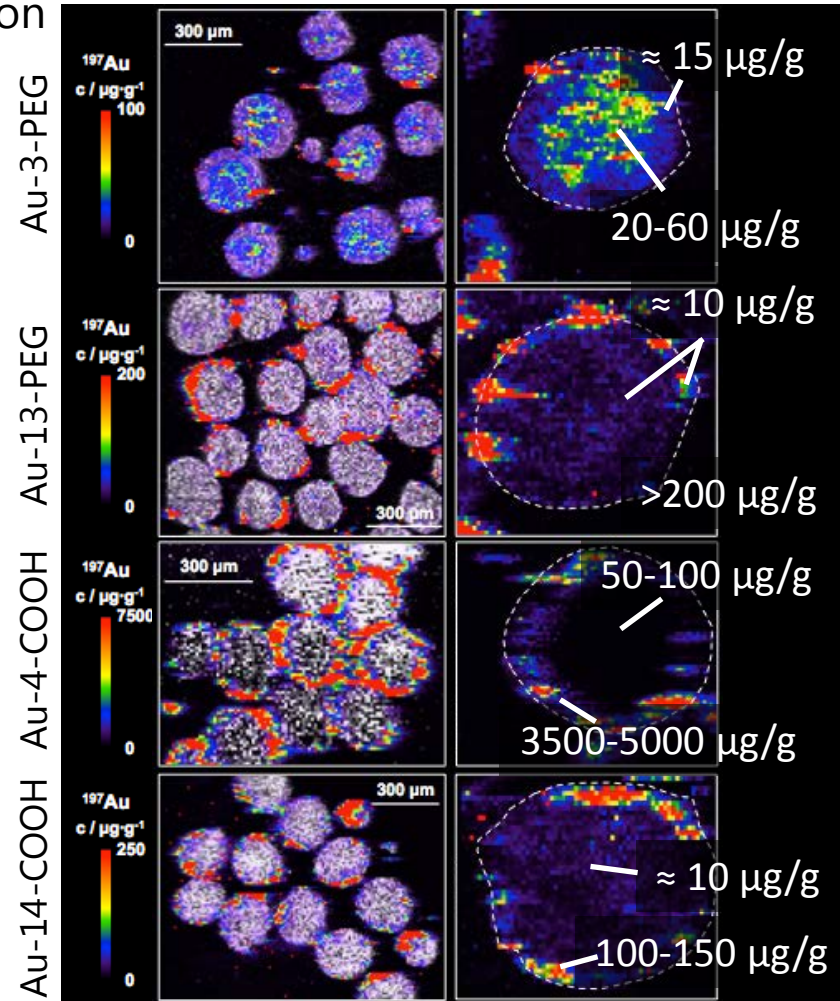 on
Au-3-PEG
¹⁹⁷Au
c / µg·g⁻¹
100
0
300 µm
≈ 15 µg/g
20-60 µg/g
Au-13-PEG
¹⁹⁷Au
c / µg·g⁻¹
200
0
300 µm
≈ 10 µg/g
>200 µg/g
Au-4-COOH
¹⁹⁷Au
c / µg·g⁻¹
7500
0
300 µm
50-100 µg/g
3500-5000 µg/g
Au-14-COOH
¹⁹⁷Au
c / µg·g⁻¹
250
0
300 µm
≈ 10 µg/g
100-150 µg/g